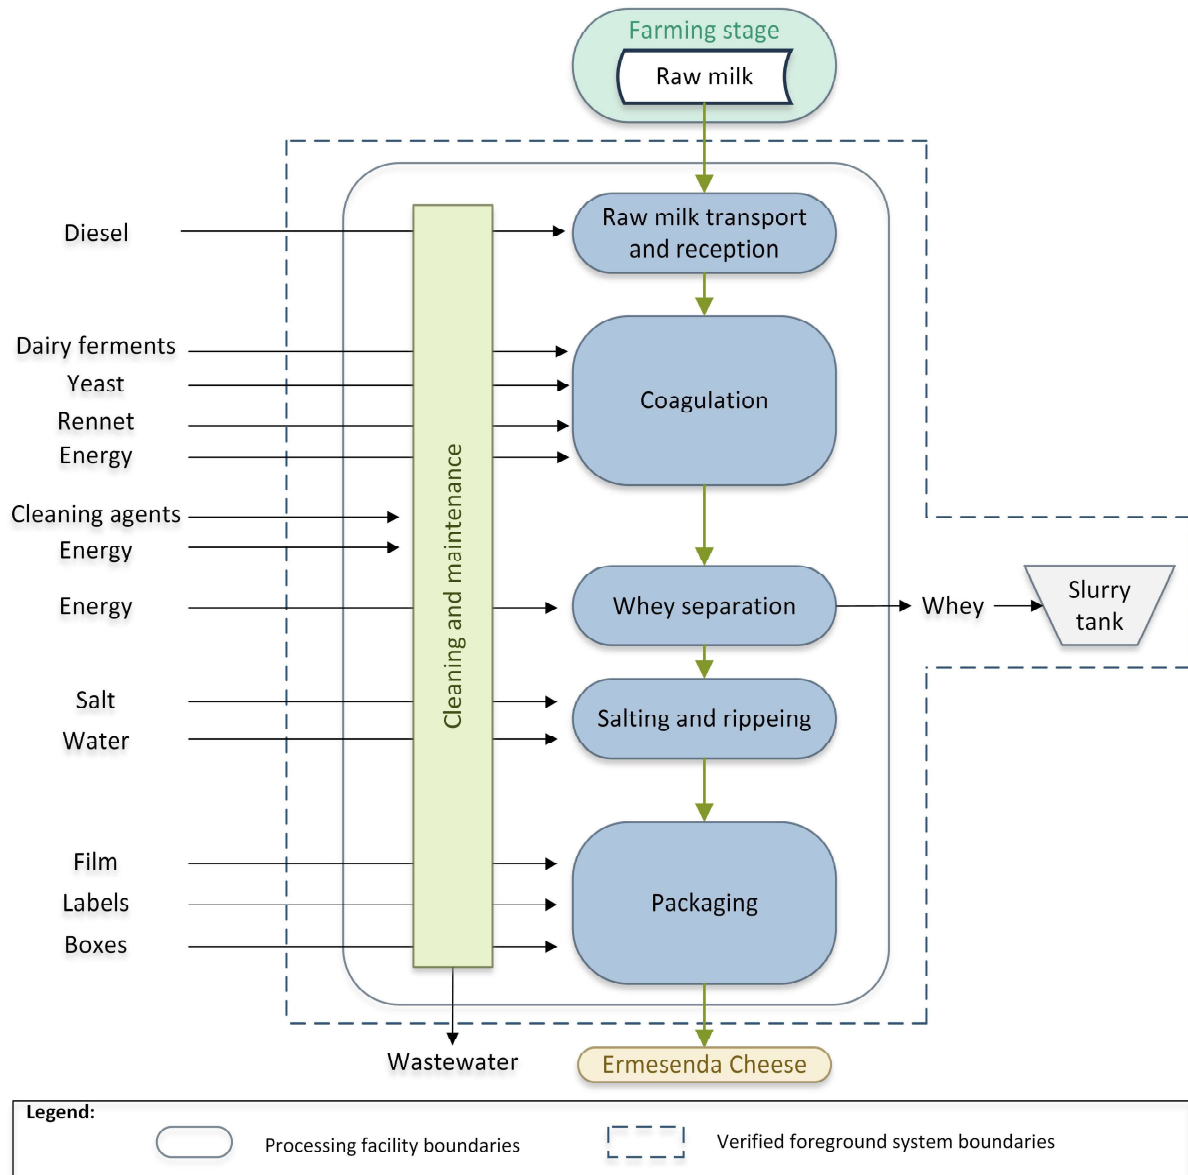 Farming stage
Raw milk
Diesel
Raw milk transport
and reception
Dairy ferments
Yeast
Rennet
Energy
Coagulation
Cleaning agents
Energy
Energy
Cleaning and maintenance
Whey separation
Whey
Slurry
tank
Salt
Water
Salting and rippeing
Film
Labels
Boxes
Packaging
Wastewater
Ermesenda Cheese
Legend:
Processing facility boundaries
Verified foreground system boundaries